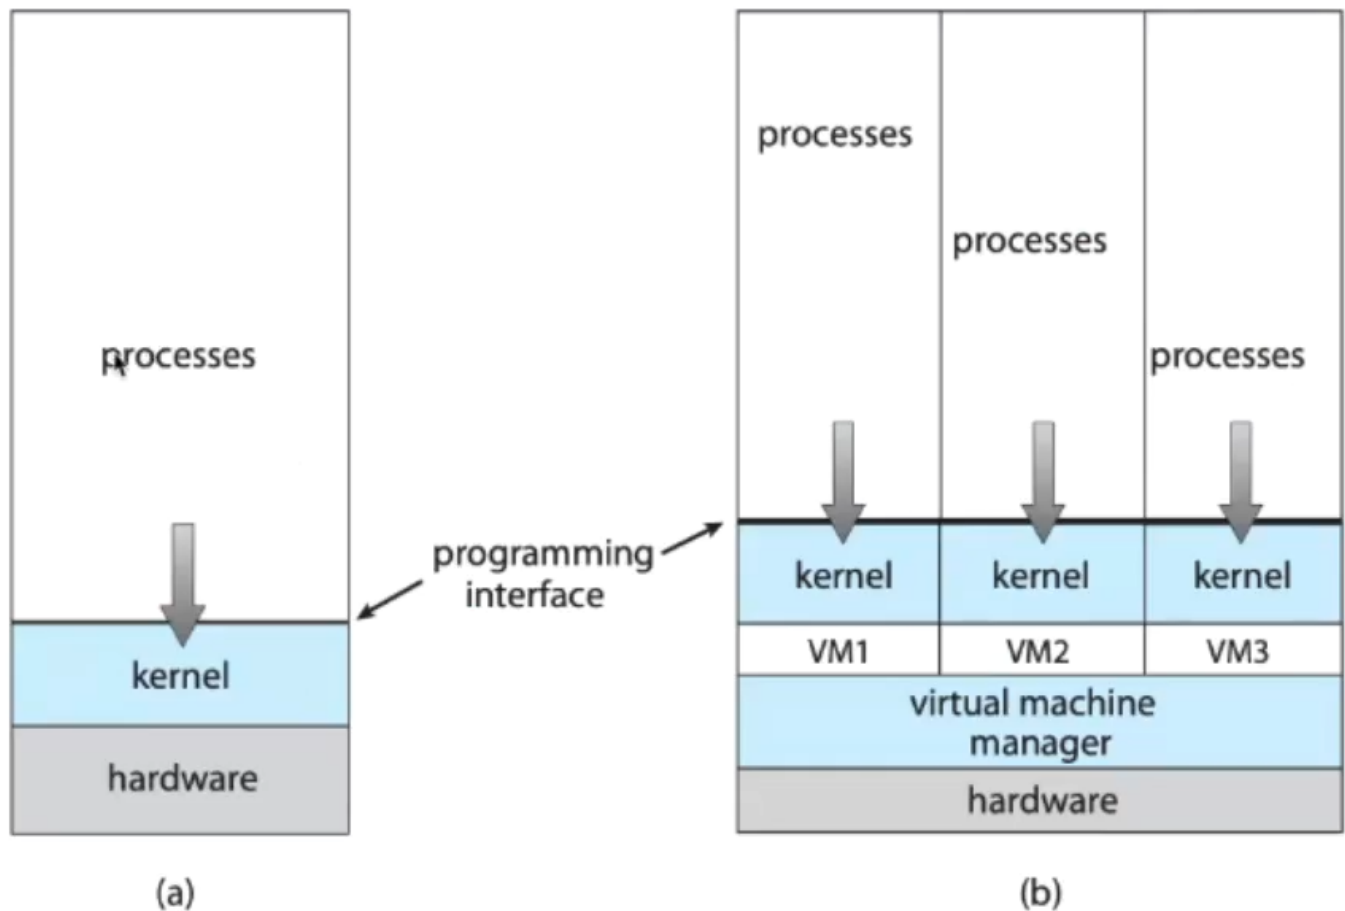 processes
kernel
hardware
(a)
programming
interface
processes
processes
processes
kernel
kernel
kernel
VM1
VM2
VM3
virtual machine
manager
hardware
(b)